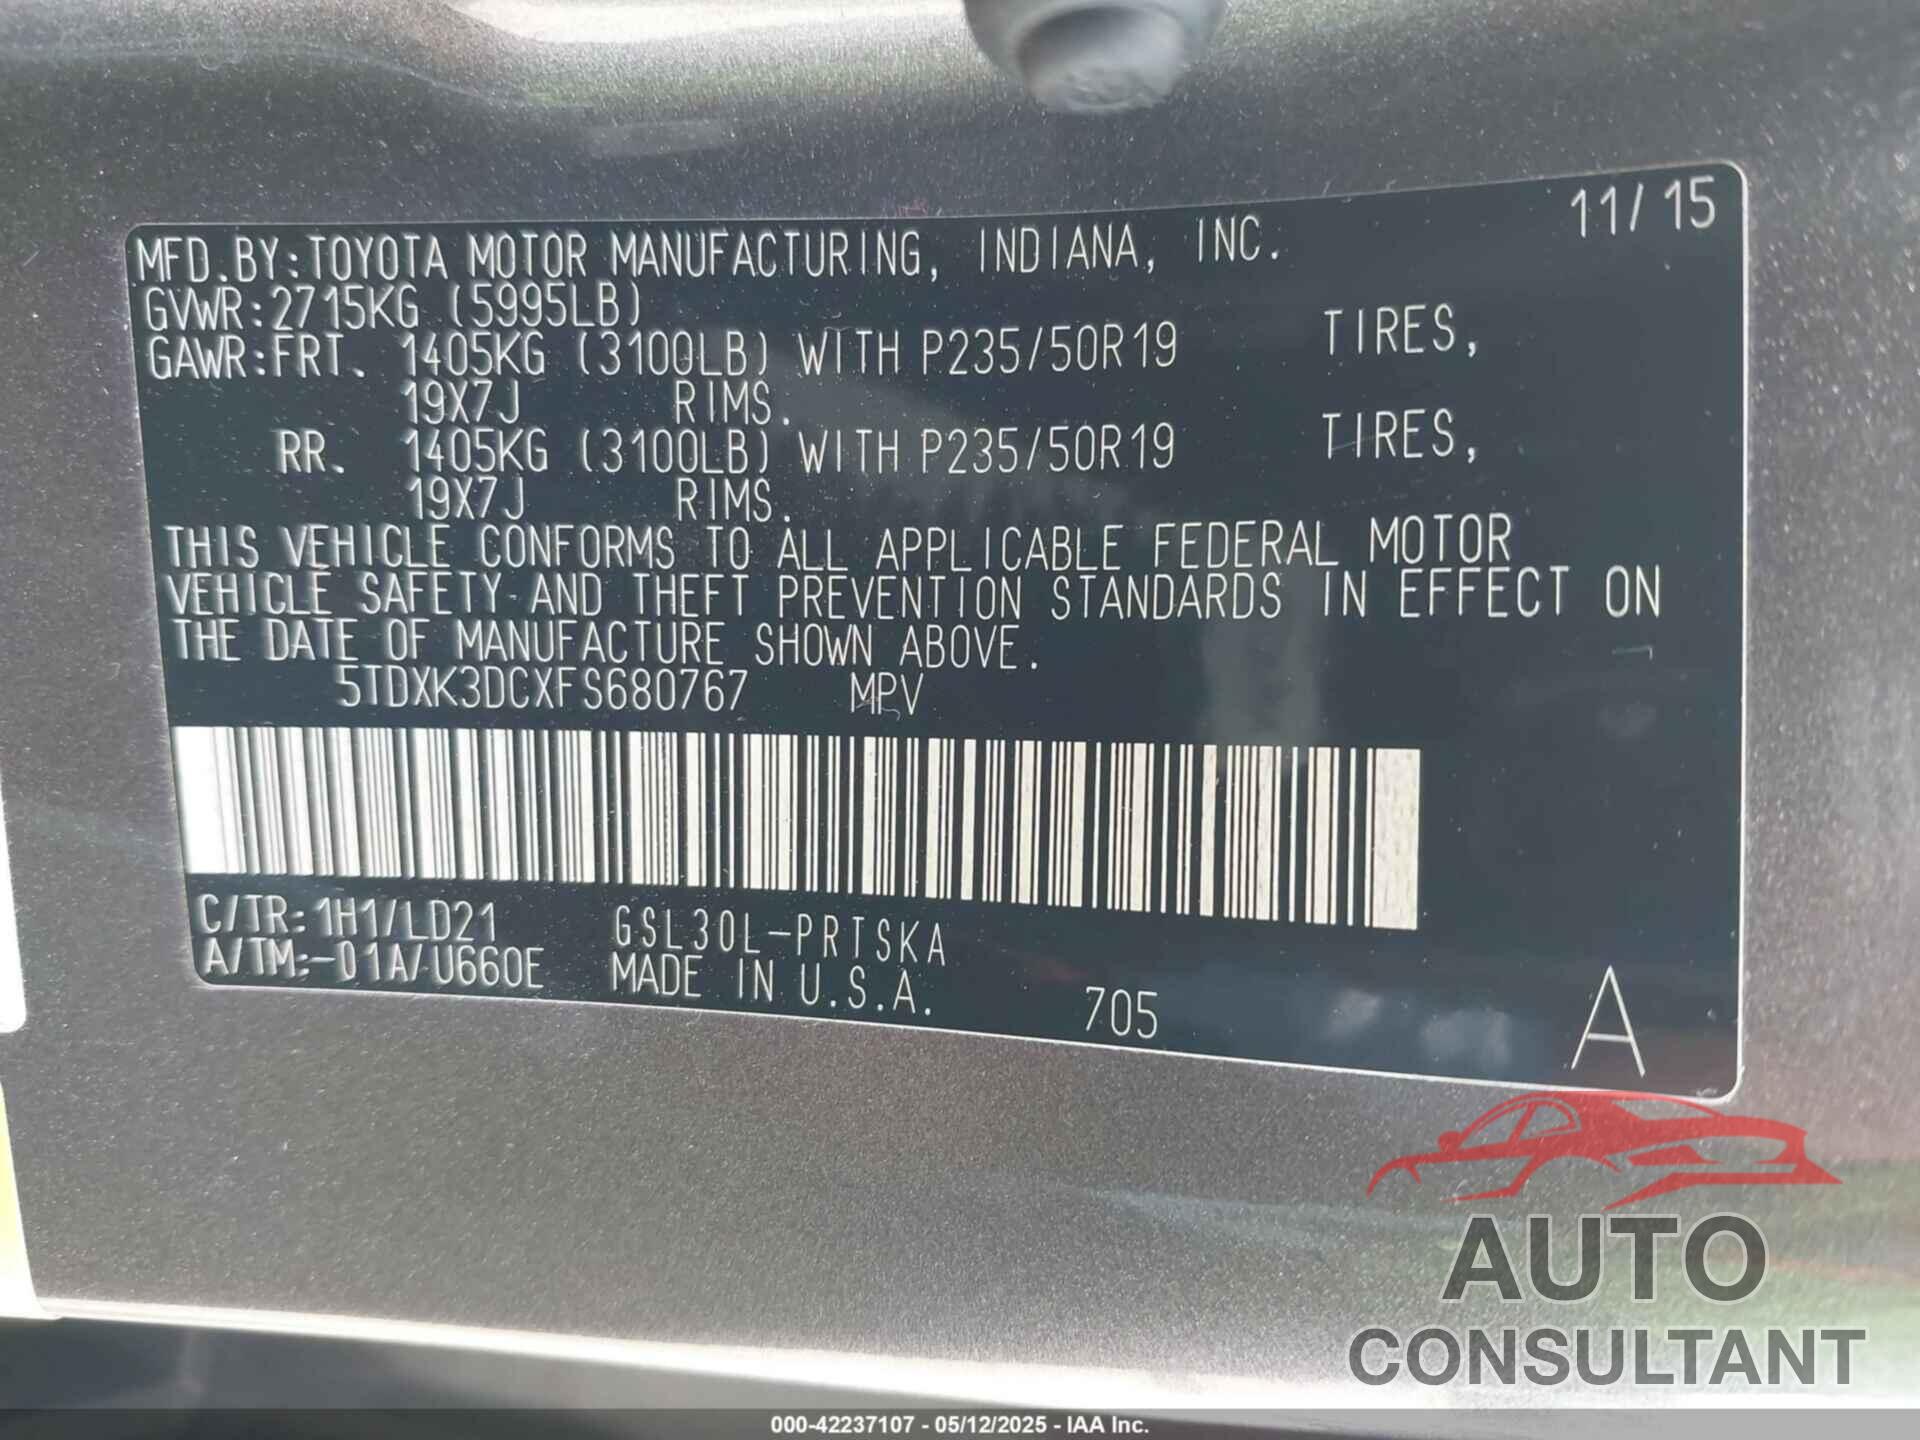 11/15
MFD.BY:TOYOTA MOTOR MANUFACTURING, INDIANA, INC.
GVWR:2715KG (5995LB)
GAWR:FRT. 1405KG (3100LB) WITH P235/50R19 TIRES,
19X7J RIMS.
RR. 1405KG (3100LB) WITH P235/50R19 TIRES,
19X7J RIMS.
THIS VEHICLE CONFORMS TO ALL APPLICABLE FEDERAL MOTOR
VEHICLE SAFETY AND THEFT PREVENTION STANDARDS IN EFFECT ON
THE DATE OF MANUFACTURE SHOWN ABOVE.
5TDXK3DCXFS680767 MPV
C/TR:1H1/LD21 GSL30L-PRTSKA
A/TM:-01A/U660E MADE IN U.S.A. 705 A
AUTO
CONSULTANT
000-42237107 - 05/12/2025 - IAA Inc.